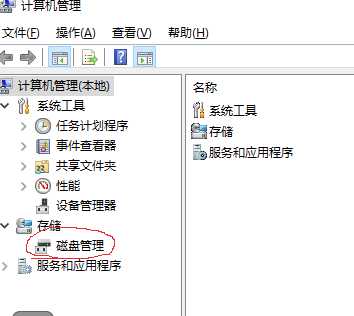 计算机管理
文件(F) 操作(A) 查看(V) 帮助(H)
计算机管理(本地)
系统工具
任务计划程序
事件查看器
共享文件夹
性能
设备管理器
存储
磁盘管理
服务和应用程序
名称
系统工具
存储
服务和应用程序